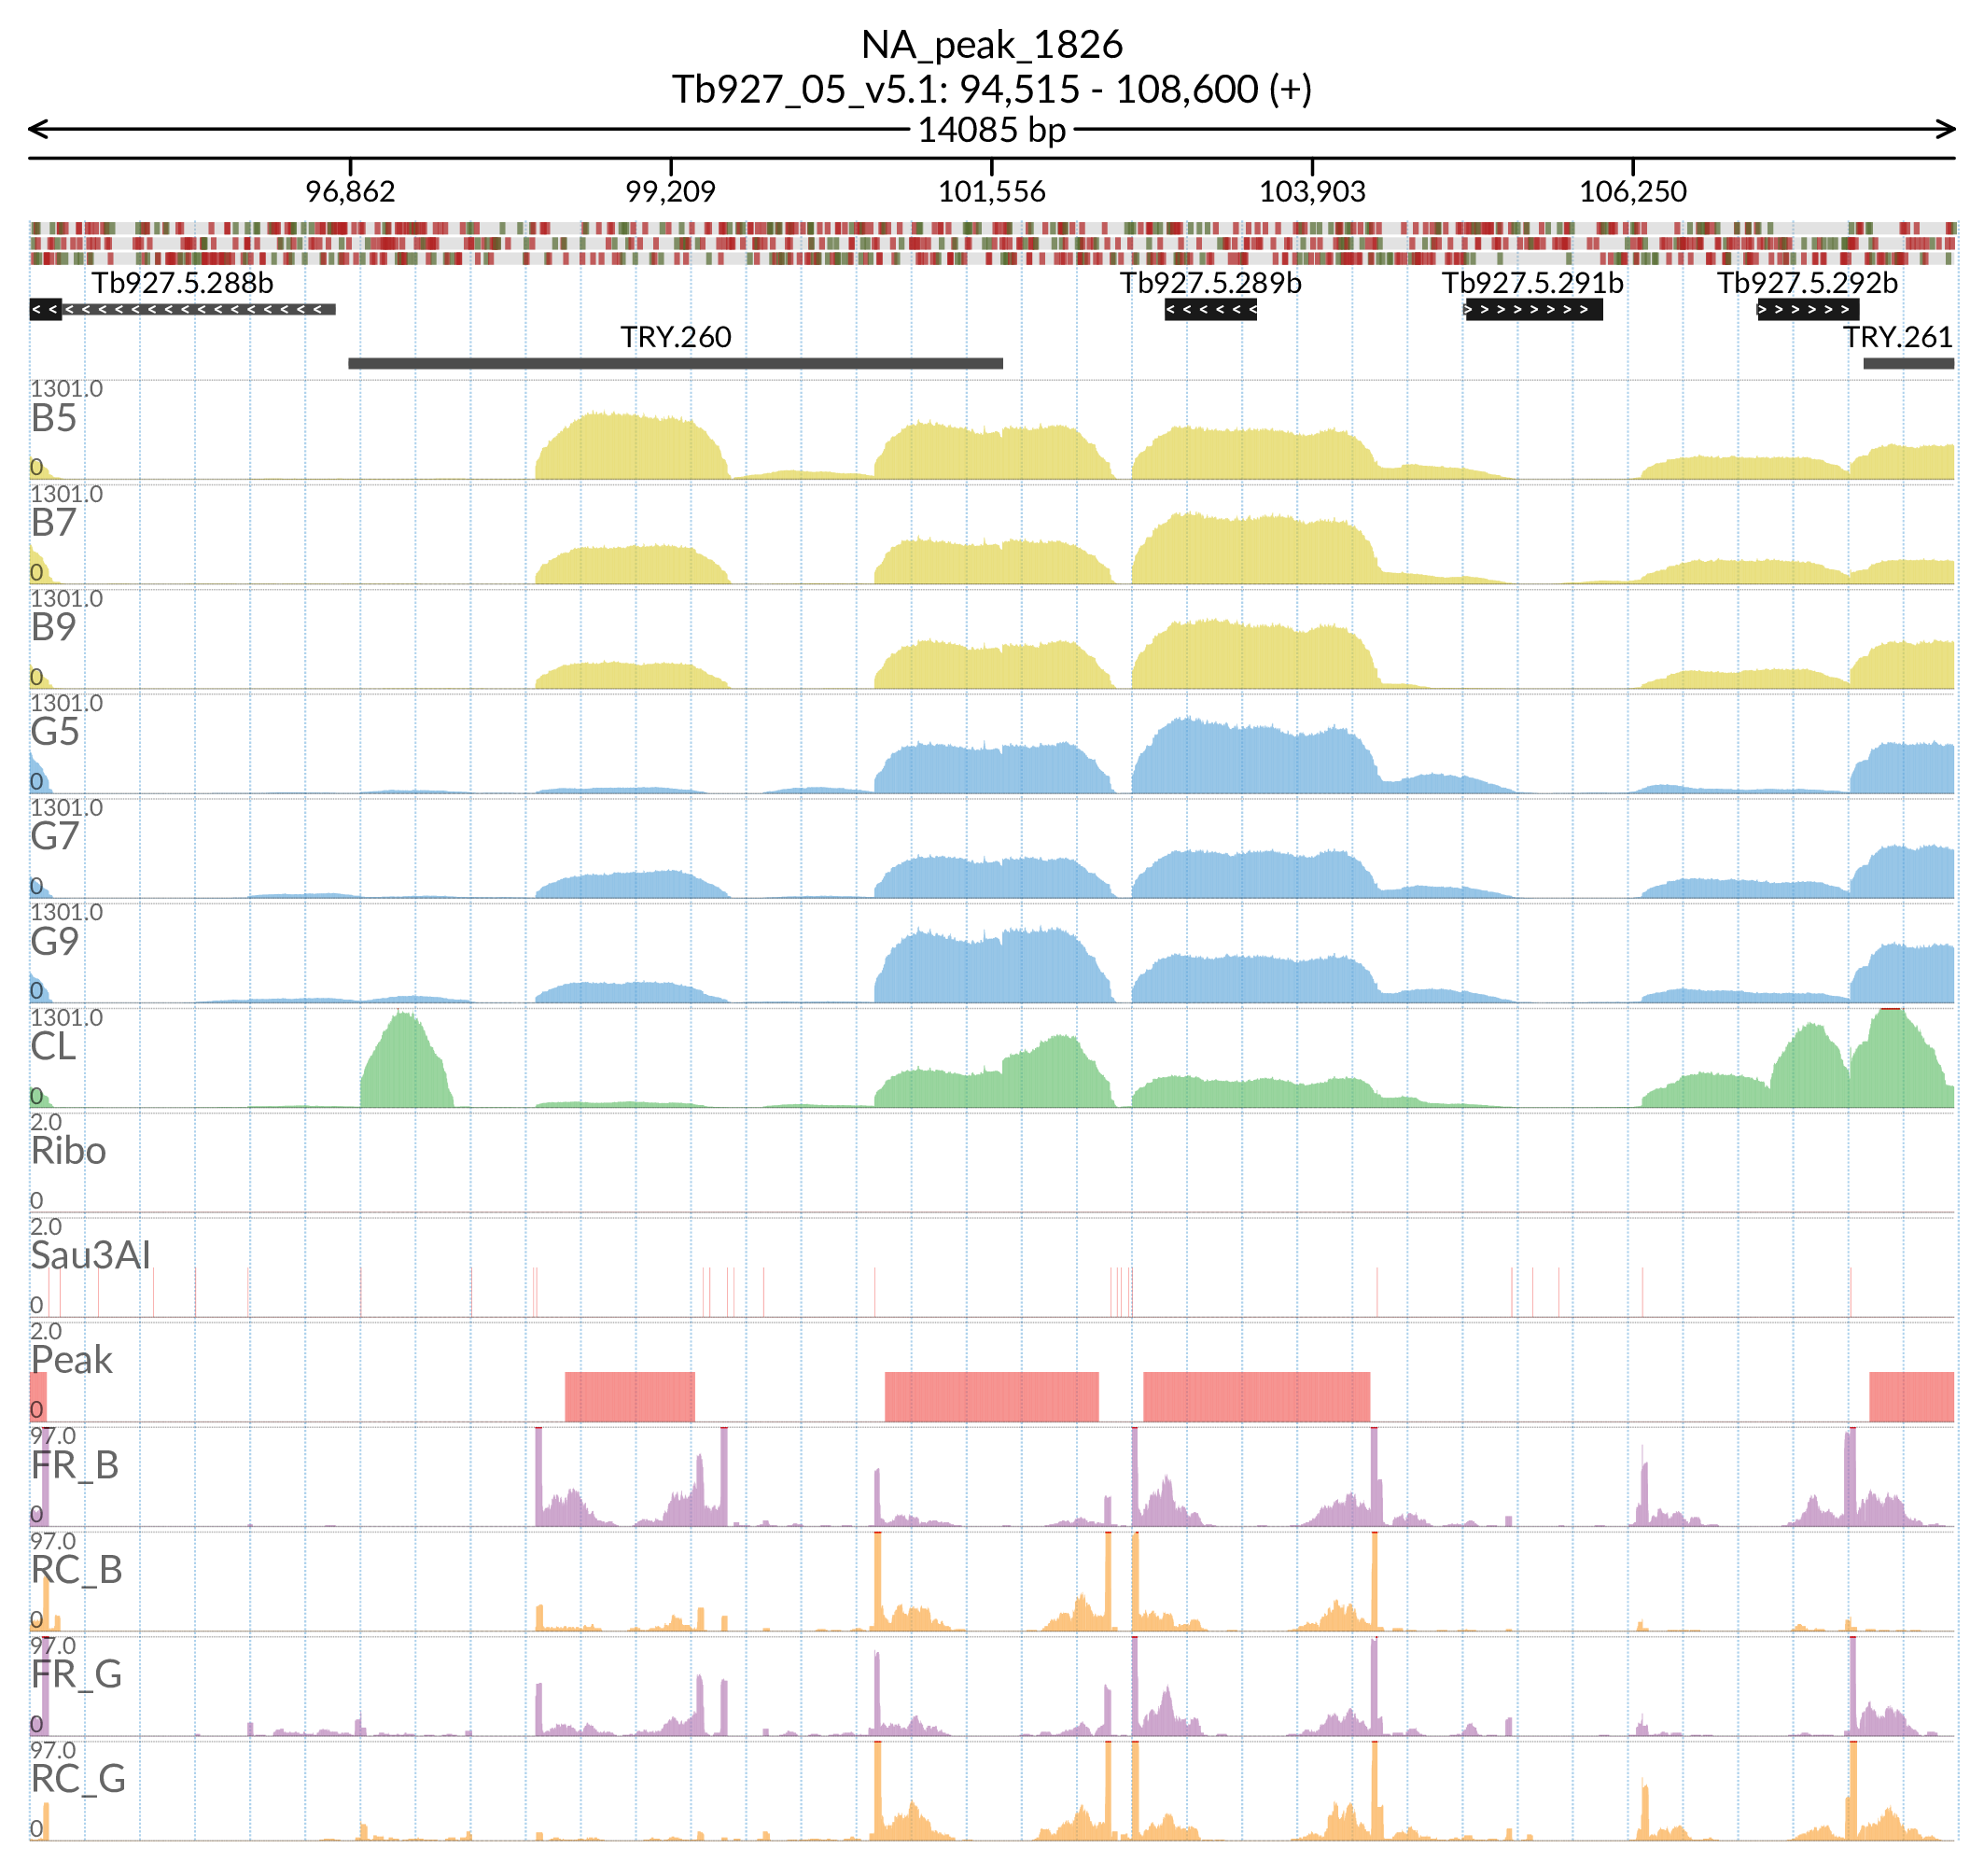 NA_peak_1826
Tb927_05_v5.1: 94,515 - 108,600 (+)
14085 bp
96,862 99,209 101,556 103,903 106,250
Tb927.5.288b Tb927.5.289b Tb927.5.291b Tb927.5.292b
TRY.260 TRY.261
1301.0
B5
0
1301.0
B7
0
1301.0
B9
0
1301.0
G5
0
1301.0
G7
0
1301.0
G9
0
1301.0
CL
0
2.0
Ribo
0
2.0
Sau3AI
0
2.0
Peak
0
97.0
FR_B
0
97.0
RC_B
0
97.0
FR_G
0
97.0
RC_G
0